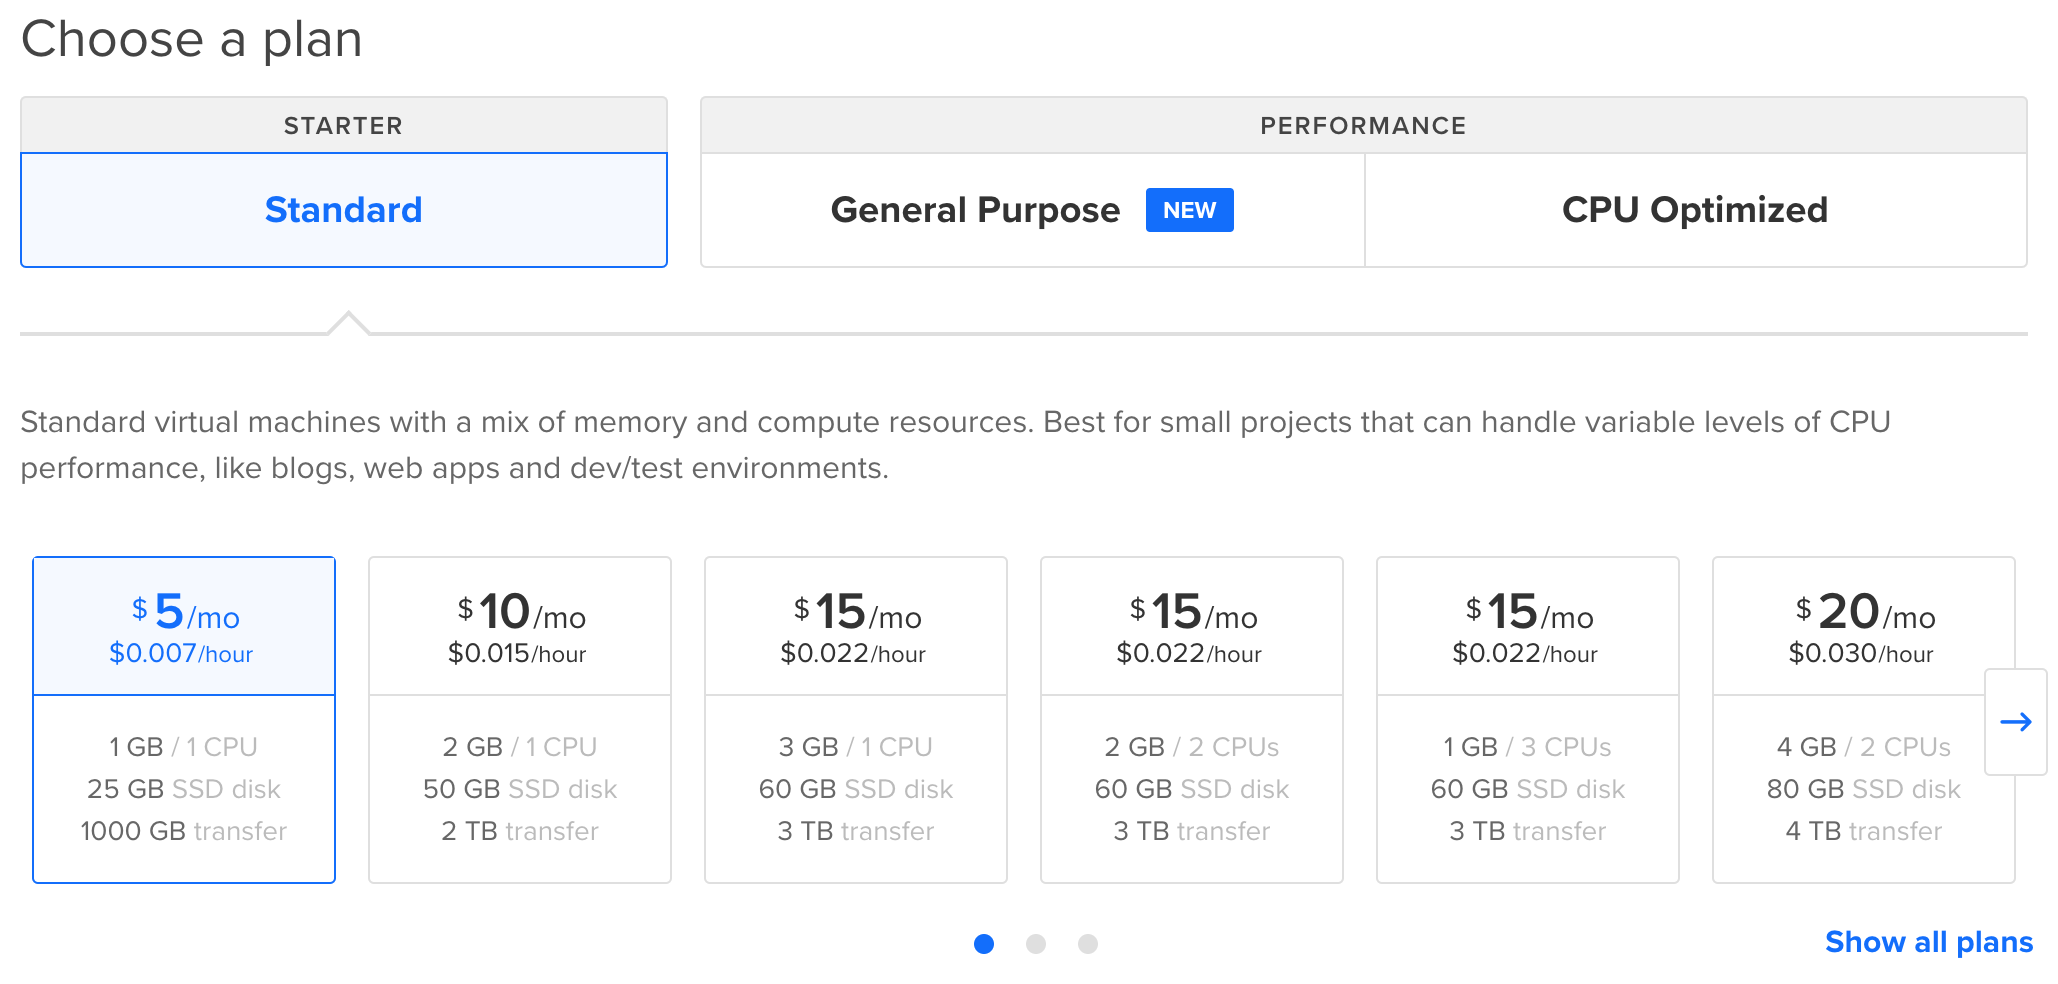 Choose a plan
STARTER
Standard
PERFORMANCE
General Purpose NEW
CPU Optimized
Standard virtual machines with a mix of memory and compute resources. Best for small projects that can handle variable levels of CPU
performance, like blogs, web apps and dev/test environments.
$5/mo
$0.007/hour
1 GB / 1 CPU
25 GB SSD disk
1000 GB transfer
$10/mo
$0.015/hour
2 GB / 1 CPU
50 GB SSD disk
2 TB transfer
$15/mo
$0.022/hour
3 GB / 1 CPU
60 GB SSD disk
3 TB transfer
$15/mo
$0.022/hour
2 GB / 2 CPUs
60 GB SSD disk
3 TB transfer
$15/mo
$0.022/hour
1 GB / 3 CPUs
60 GB SSD disk
3 TB transfer
$20/mo
$0.030/hour
4 GB / 2 CPUs
80 GB SSD disk
4 TB transfer
Show all plans